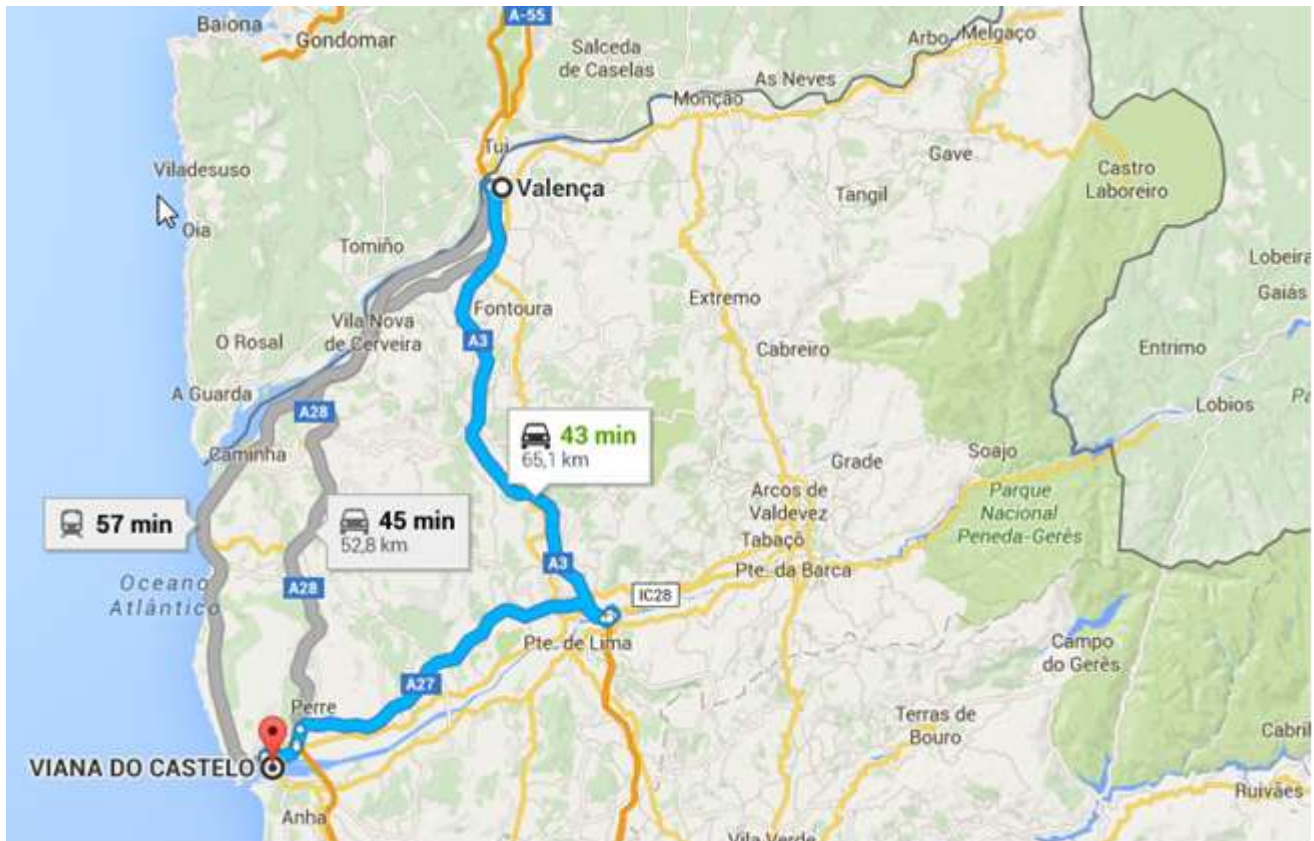 Baiona
Gondomar
A-55
Salceda
de Caselas
Arbo
Melgaço
As Neves
Monção
Tui
Viladesuso
Gave
Castro
Laboreiro
Valença
Tangil
Oia
Tomiño
Lobeira
Gaiás
Fontoura
Extremo
Vila Nova
de Cerveira
O Rosal
A3
Cabreiro
Entrimo
A Guarda
Lobios
A28
43 min
65,1 km
Caminha
Grade
Soajo
57 min
45 min
52,8 km
Arcos de
Valdevez
Parque
Nacional
Peneda-Gerês
Tabaçô
A3
Pte. da Barca
Oceano
Atlântico
A28
IC28
Pte. de Lima
Campo
do Gerês
A27
Perre
Terras de
Bouro
Cabril
VIANA DO CASTELO
Ruivães
Anha
Vila Verde